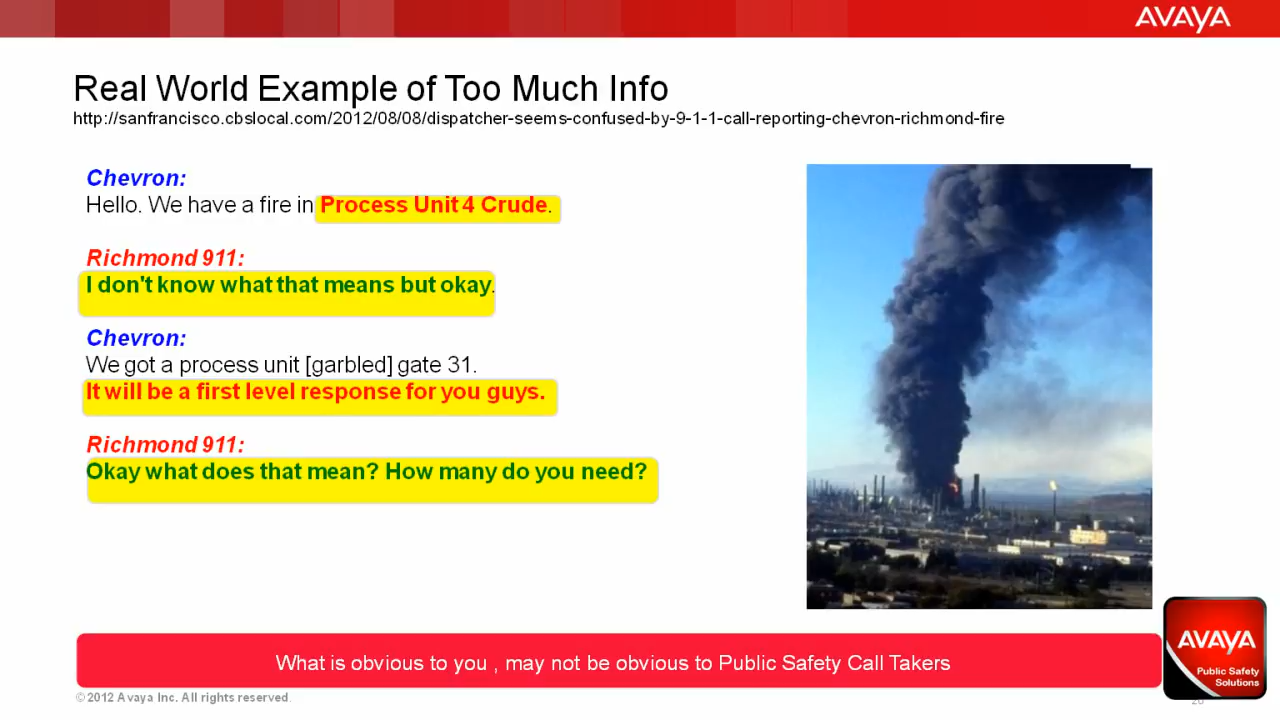 AVAYA
Real World Example of Too Much Info
http://sanfrancisco.cbslocal.com/2012/08/08/dispatcher-seems-confused-by-9-1-1-call-reporting-chevron-richmond-fire
Chevron:
Hello. We have a fire in Process Unit 4 Crude.
Richmond 911:
I don't know what that means but okay.
Chevron:
We got a process unit [garbled] gate 31.
It will be a first level response for you guys.
Richmond 911:
Okay what does that mean? How many do you need?
What is obvious to you , may not be obvious to Public Safety Call Takers
AVAYA
Public Safety
Solutions
© 2012 Avaya Inc. All rights reserved.